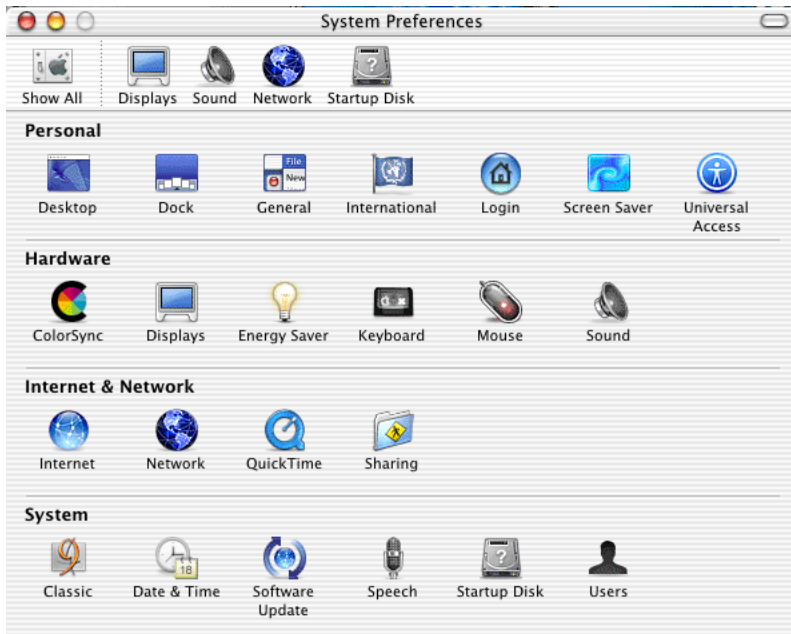 System Preferences
Show All Displays Sound Network Startup Disk
Personal
File
New
Desktop Dock General International Login Screen Saver Universal
Access
Hardware
ColorSync Displays Energy Saver Keyboard Mouse Sound
Internet & Network
Internet Network QuickTime Sharing
System
9
18
Classic Date & Time Software Speech Startup Disk Users
Update